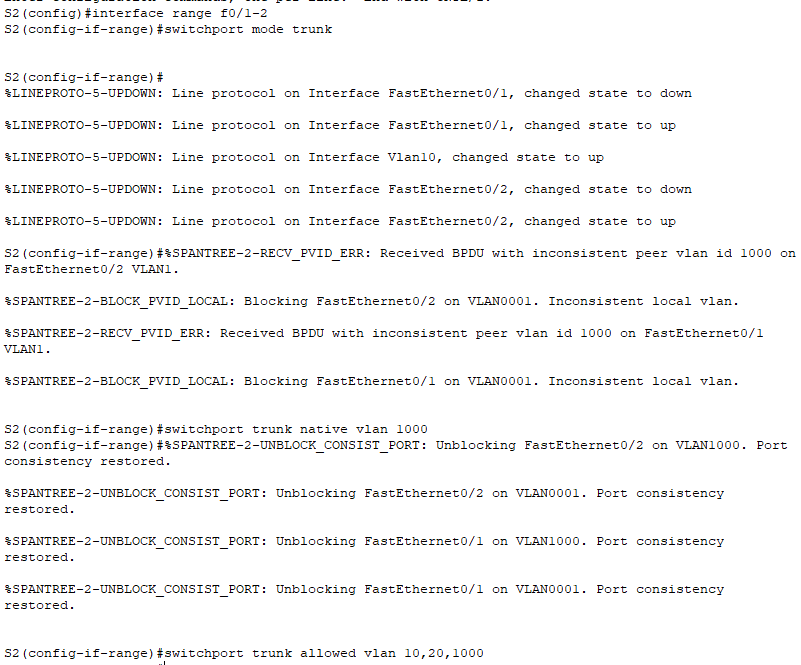 S2(config)#interface range f0/1-2
S2(config-if-range)#switchport mode trunk
S2(config-if-range)#
%LINEPROTO-5-UPDOWN: Line protocol on Interface FastEthernet0/1, changed state to down
%LINEPROTO-5-UPDOWN: Line protocol on Interface FastEthernet0/1, changed state to up
%LINEPROTO-5-UPDOWN: Line protocol on Interface Vlan10, changed state to up
%LINEPROTO-5-UPDOWN: Line protocol on Interface FastEthernet0/2, changed state to down
%LINEPROTO-5-UPDOWN: Line protocol on Interface FastEthernet0/2, changed state to up
S2(config-if-range)#%SPANTREE-2-RECV_PVID_ERR: Received BPDU with inconsistent peer vlan id 1000 on
FastEthernet0/2 VLAN1.
%SPANTREE-2-BLOCK_PVID_LOCAL: Blocking FastEthernet0/2 on VLAN0001. Inconsistent local vlan.
%SPANTREE-2-RECV_PVID_ERR: Received BPDU with inconsistent peer vlan id 1000 on FastEthernet0/1
VLAN1.
%SPANTREE-2-BLOCK_PVID_LOCAL: Blocking FastEthernet0/1 on VLAN0001. Inconsistent local vlan.
S2(config-if-range)#switchport trunk native vlan 1000
S2(config-if-range)#%SPANTREE-2-UNBLOCK_CONSIST_PORT: Unblocking FastEthernet0/2 on VLAN1000. Port
consistency restored.
%SPANTREE-2-UNBLOCK_CONSIST_PORT: Unblocking FastEthernet0/2 on VLAN0001. Port consistency
restored.
%SPANTREE-2-UNBLOCK_CONSIST_PORT: Unblocking FastEthernet0/1 on VLAN1000. Port consistency
restored.
%SPANTREE-2-UNBLOCK_CONSIST_PORT: Unblocking FastEthernet0/1 on VLAN0001. Port consistency
restored.
S2(config-if-range)#switchport trunk allowed vlan 10,20,1000